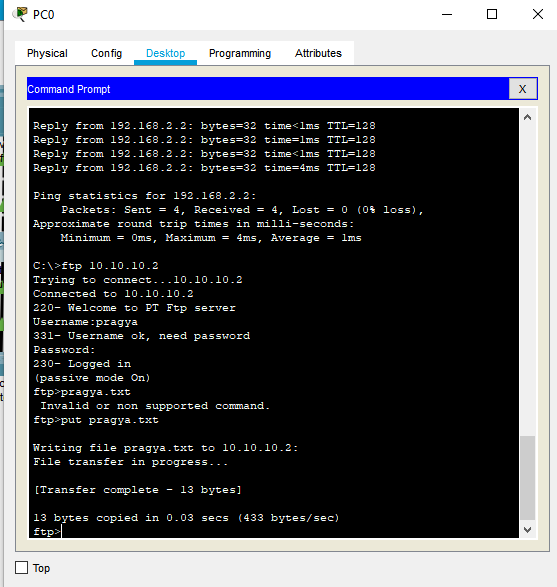 PC0
Physical Config Desktop Programming Attributes
Command Prompt
X
Reply from 192.168.2.2: bytes=32 time<1ms TTL=128
Reply from 192.168.2.2: bytes=32 time=1ms TTL=128
Reply from 192.168.2.2: bytes=32 time<1ms TTL=128
Reply from 192.168.2.2: bytes=32 time=4ms TTL=128
Ping statistics for 192.168.2.2:
Packets: Sent = 4, Received = 4, Lost = 0 (0% loss),
Approximate round trip times in milli-seconds:
Minimum = 0ms, Maximum = 4ms, Average = 1ms
C:\>ftp 10.10.10.2
Trying to connect...10.10.10.2
Connected to 10.10.10.2
220- Welcome to PT Ftp server
Username:pragya
331- Username ok, need password
Password:
230- Logged in
(passive mode On)
ftp>pragya.txt
Invalid or non supported command.
ftp>put pragya.txt
Writing file pragya.txt to 10.10.10.2:
File transfer in progress...
[Transfer complete - 13 bytes]
13 bytes copied in 0.03 secs (433 bytes/sec)
ftp>
Top